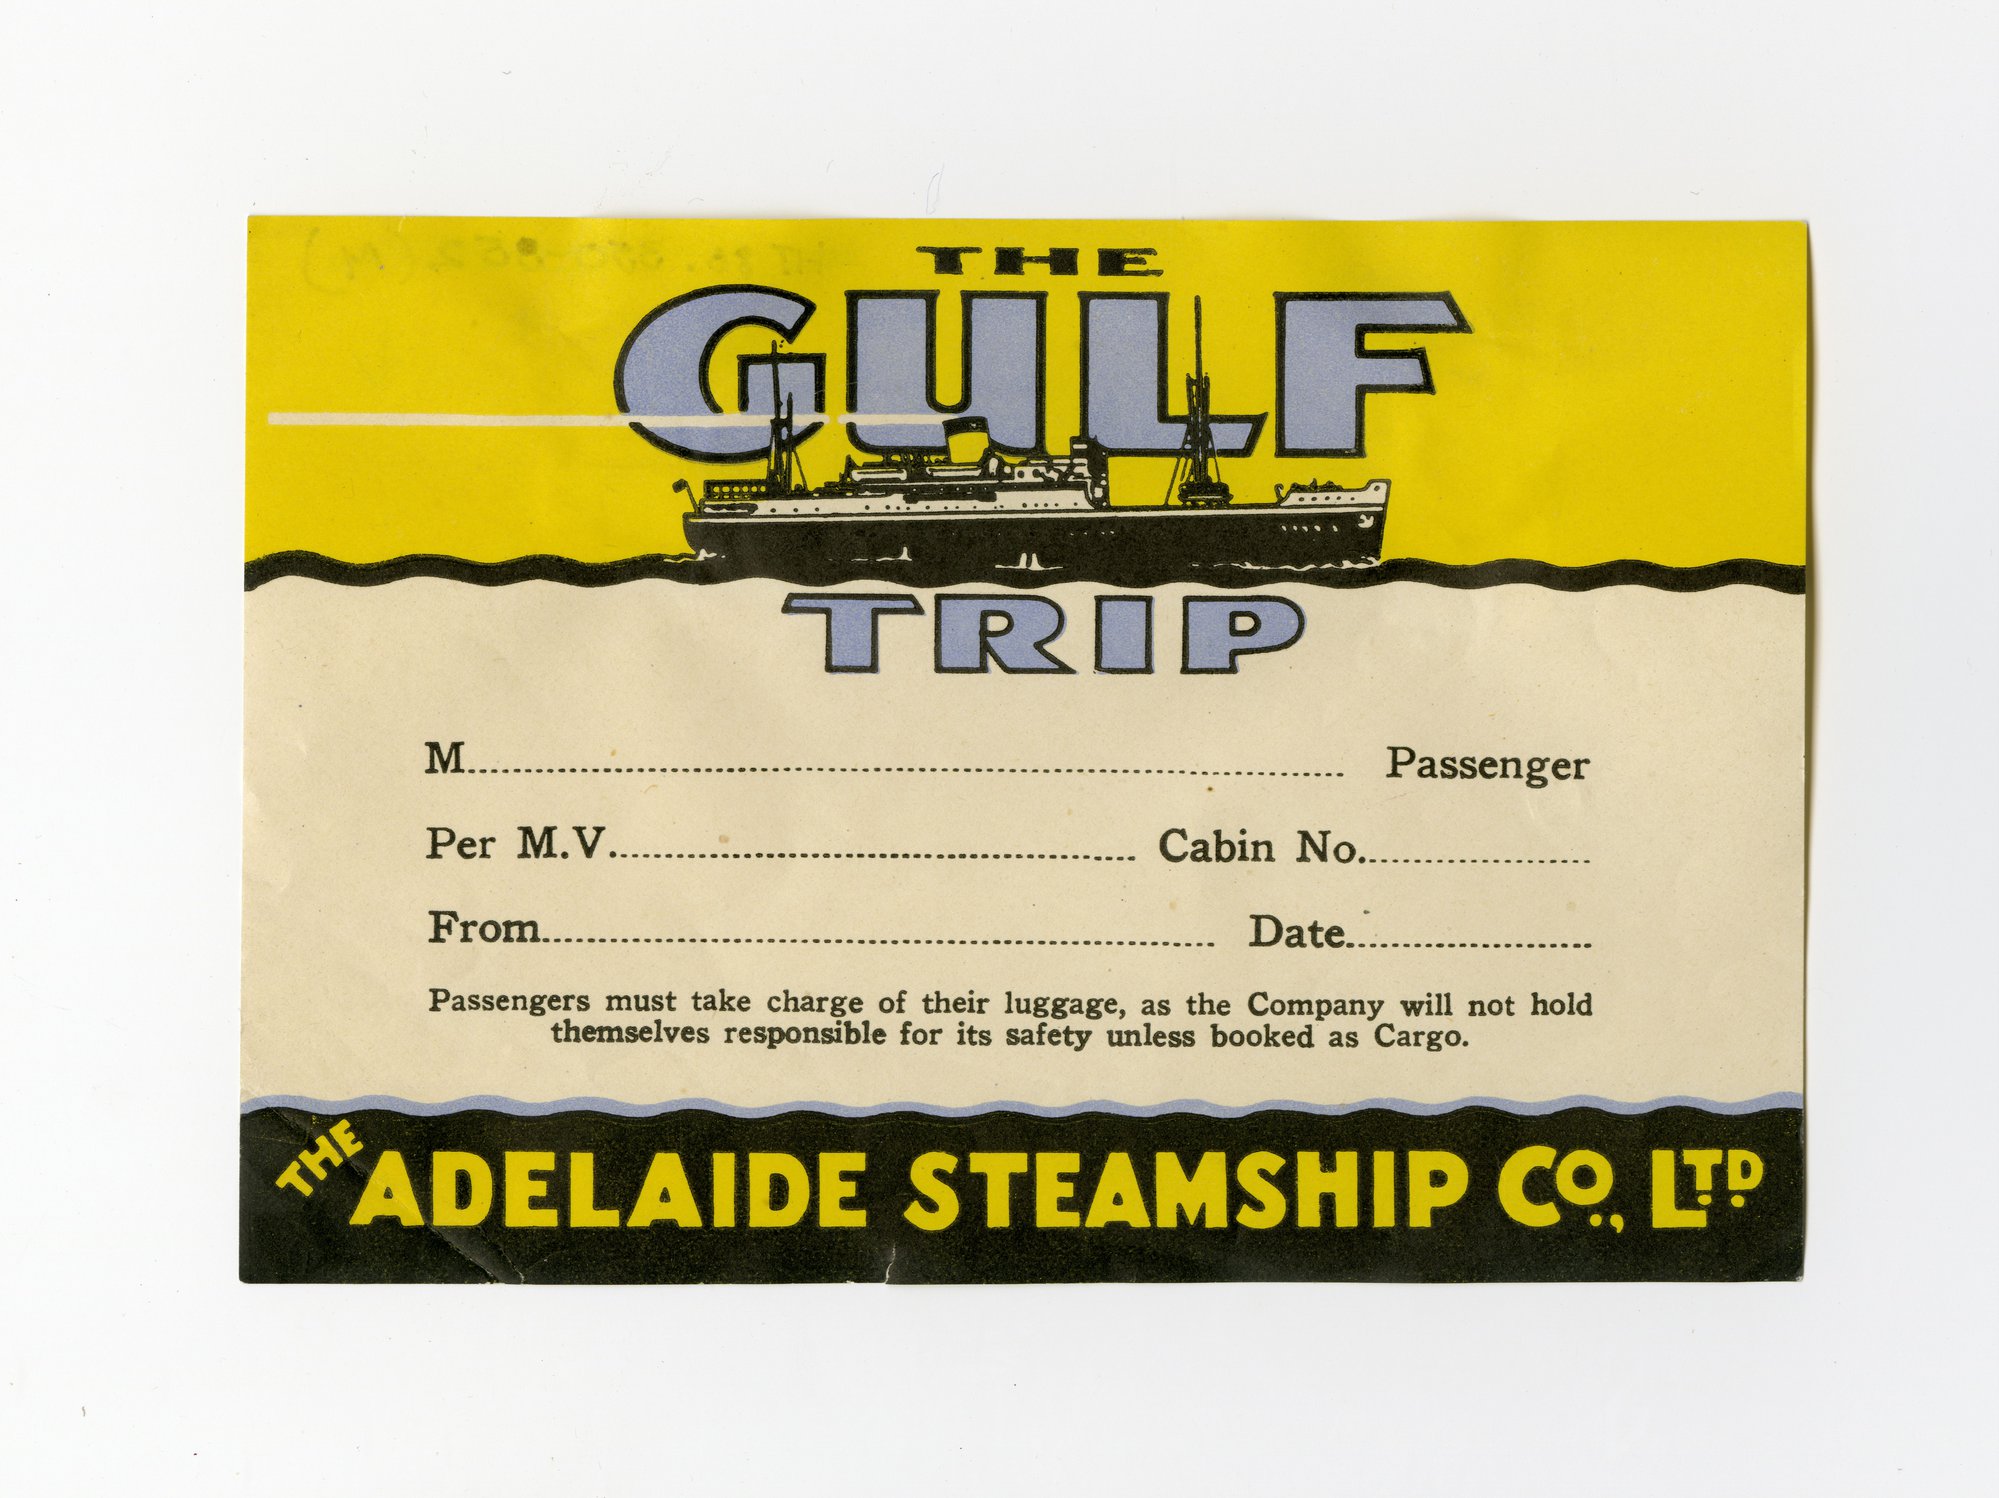 THE
GULF
TRIP
M.................... Passenger
Per M.V.................... Cabin No....................
From.................... Date....................
Passengers must take charge of their luggage, as the Company will not hold
themselves responsible for its safety unless booked as Cargo.
THE ADELAIDE STEAMSHIP CO., LTD.